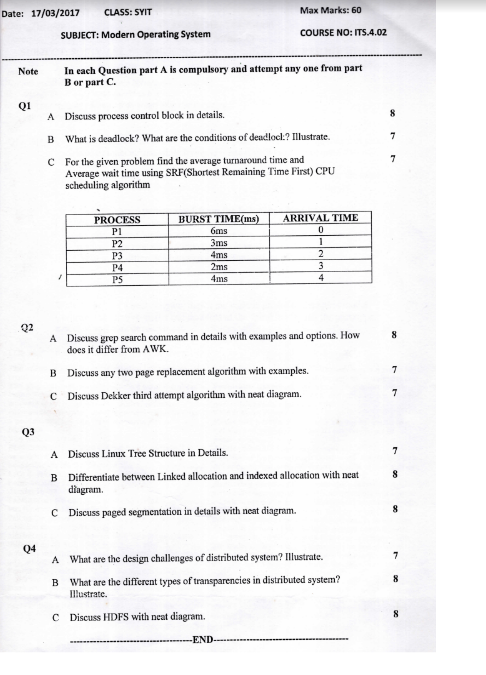 Date: 17/03/2017 CLASS: SYIT Max Marks: 60
SUBJECT: Modern Operating System COURSE NO: ITS.4.02
Note In each Question part A is compulsory and attempt any one from part
B or part C.
Q1
A Discuss process control block in details. 8
B What is deadlock? What are the conditions of deadlock? Illustrate. 7
C For the given problem find the average turnaround time and 7
Average wait time using SRF(Shortest Remaining Time First) CPU
scheduling algorithm
PROCESS BURST TIME(ms) ARRIVAL TIME
P1 6ms 0
P2 3ms 1
P3 4ms 2
P4 2ms 3
P5 4ms 4
Q2
A Discuss grep search command in details with examples and options. How 8
does it differ from AWK.
B Discuss any two page replacement algorithm with examples. 7
C Discuss Dekker third attempt algorithm with neat diagram. 7
Q3
A Discuss Linux Tree Structure in Details. 7
B Differentiate between Linked allocation and indexed allocation with neat 8
diagram.
C Discuss paged segmentation in details with neat diagram. 8
Q4
A What are the design challenges of distributed system? Illustrate. 7
B What are the different types of transparencies in distributed system? 8
Illustrate.
C Discuss HDFS with neat diagram. 8
-----END-----